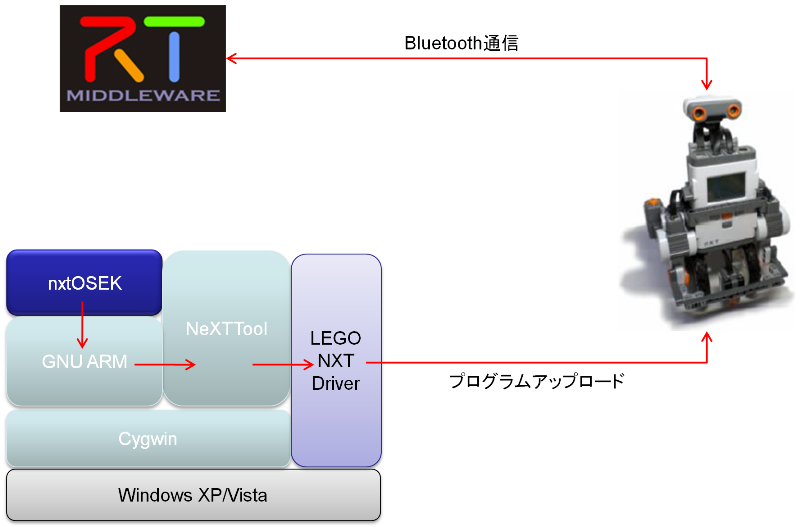 RT
MIDDLEWARE
Bluetooth通信
nxtOSEK
NeXTTool
GNU ARM
LEGO
NXT
Driver
プログラムアップロード
Cygwin
Windows XP/Vista